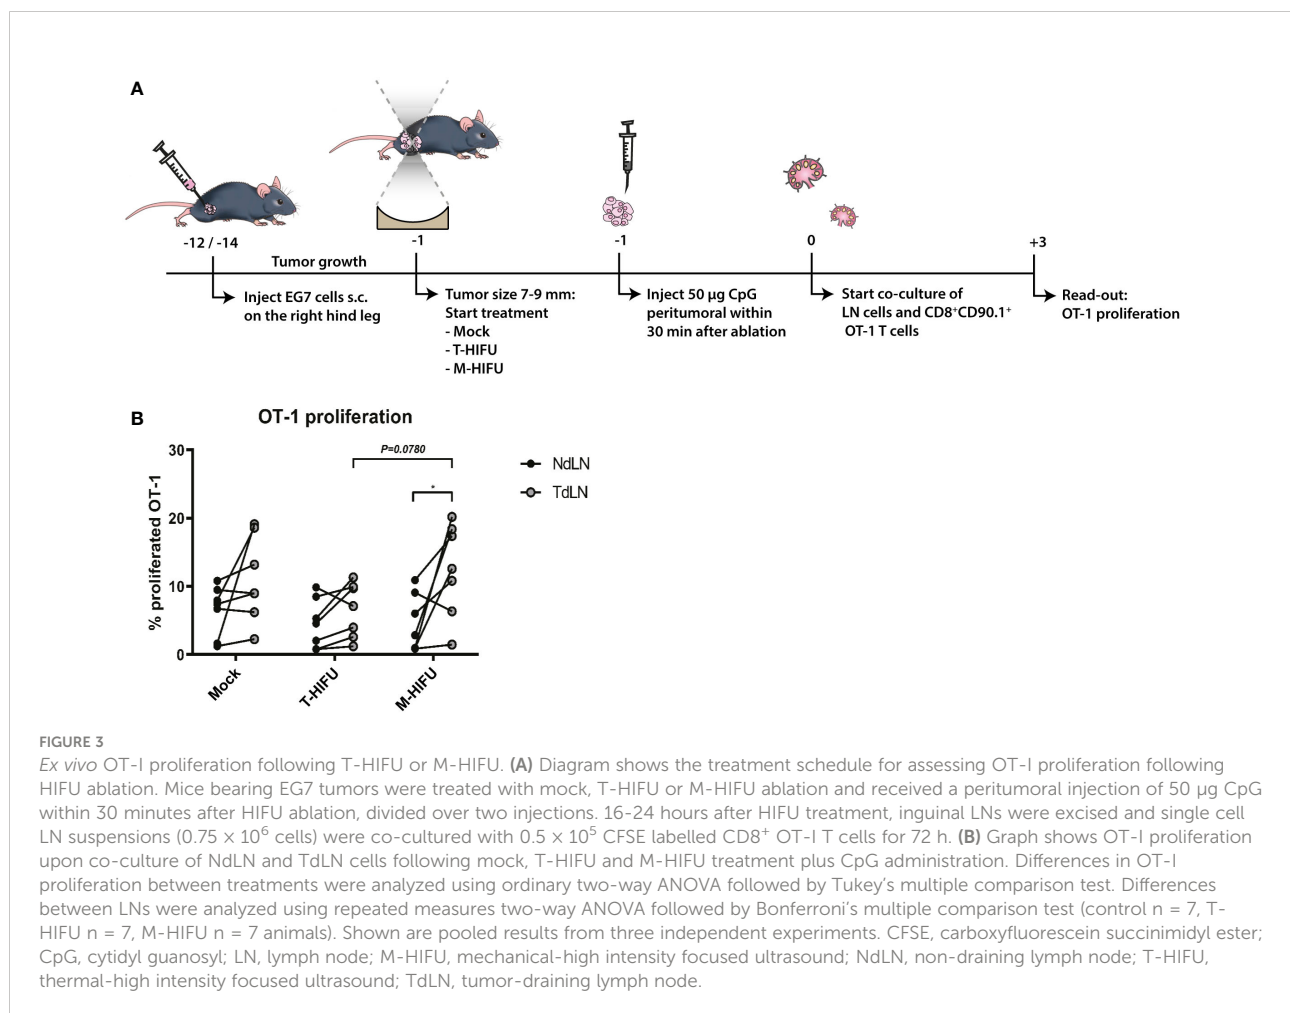 A
-12 / -14
-1
-1
0
+3
Tumor growth
Inject EG7 cells s.c.
on the right hind leg
Tumor size 7-9 mm:
Start treatment
- Mock
- T-HIFU
- M-HIFU
Inject 50 µg CpG
peritumoral within
30 min after ablation
Start co-culture of
LN cells and CD8⁺CD90.1⁺
OT-1 T cells
Read-out:
OT-1 proliferation
B
OT-1 proliferation
% proliferated OT-1
30
20
10
0
P=0.0780
*
NdLN
TdLN
Mock
T-HIFU
M-HIFU
FIGURE 3
Ex vivo OT-I proliferation following T-HIFU or M-HIFU. (A) Diagram shows the treatment schedule for assessing OT-I proliferation following
HIFU ablation. Mice bearing EG7 tumors were treated with mock, T-HIFU or M-HIFU ablation and received a peritumoral injection of 50 µg CpG
within 30 minutes after HIFU ablation, divided over two injections. 16-24 hours after HIFU treatment, inguinal LNs were excised and single cell
LN suspensions (0.75 × 10⁶ cells) were co-cultured with 0.5 × 10⁵ CFSE labelled CD8⁺ OT-I T cells for 72 h. (B) Graph shows OT-I proliferation
upon co-culture of NdLN and TdLN cells following mock, T-HIFU and M-HIFU treatment plus CpG administration. Differences in OT-I
proliferation between treatments were analyzed using ordinary two-way ANOVA followed by Tukey's multiple comparison test. Differences
between LNs were analyzed using repeated measures two-way ANOVA followed by Bonferroni's multiple comparison test (control n = 7, T-
HIFU n = 7, M-HIFU n = 7 animals). Shown are pooled results from three independent experiments. CFSE, carboxyfluorescein succinimidyl ester;
CpG, cytidyl guanosyl; LN, lymph node; M-HIFU, mechanical-high intensity focused ultrasound; NdLN, non-draining lymph node; T-HIFU,
thermal-high intensity focused ultrasound; TdLN, tumor-draining lymph node.